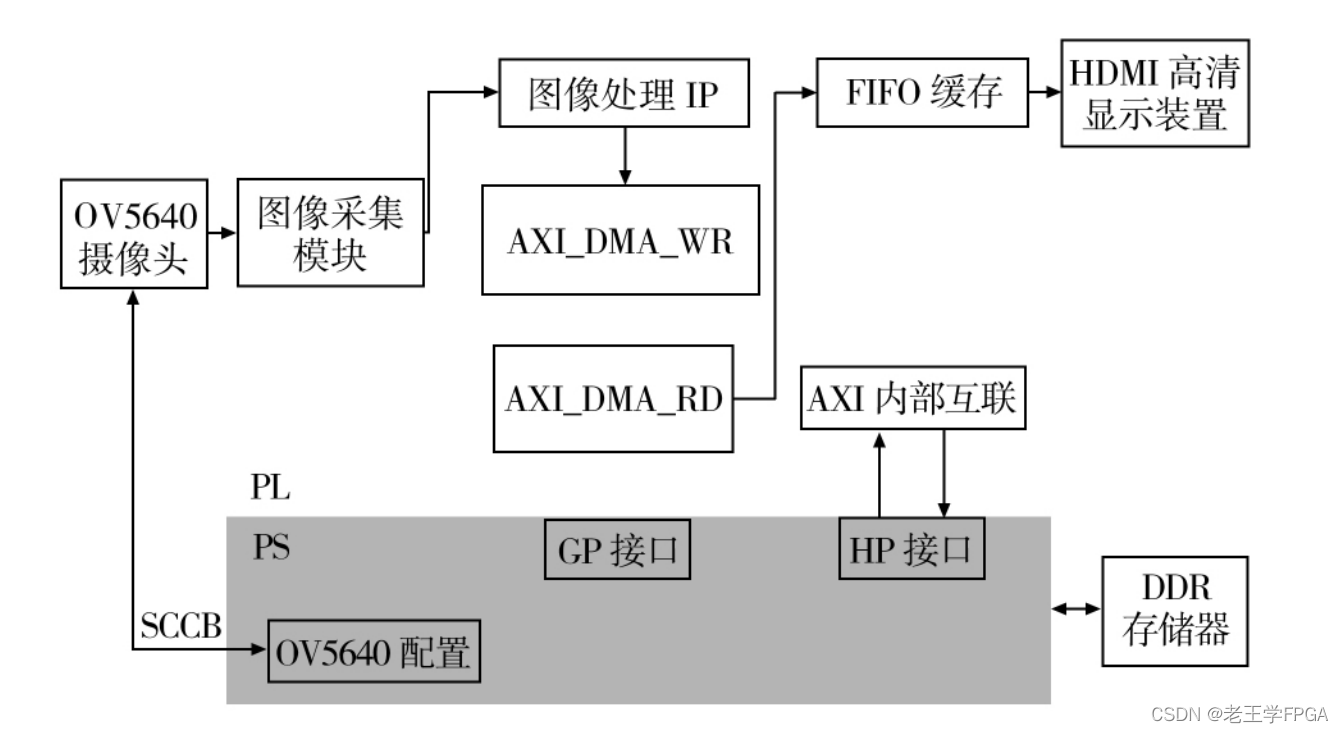 图像处理 IP
FIFO 缓存
HDMI 高清
显示装置
OV5640
摄像头
图像采集
模块
AXI_DMA_WR
AXI_DMA_RD
AXI 内部互联
PL
PS
GP 接口
HP 接口
DDR
存储器
SCCB
OV5640 配置
CSDN @老王学FPGA